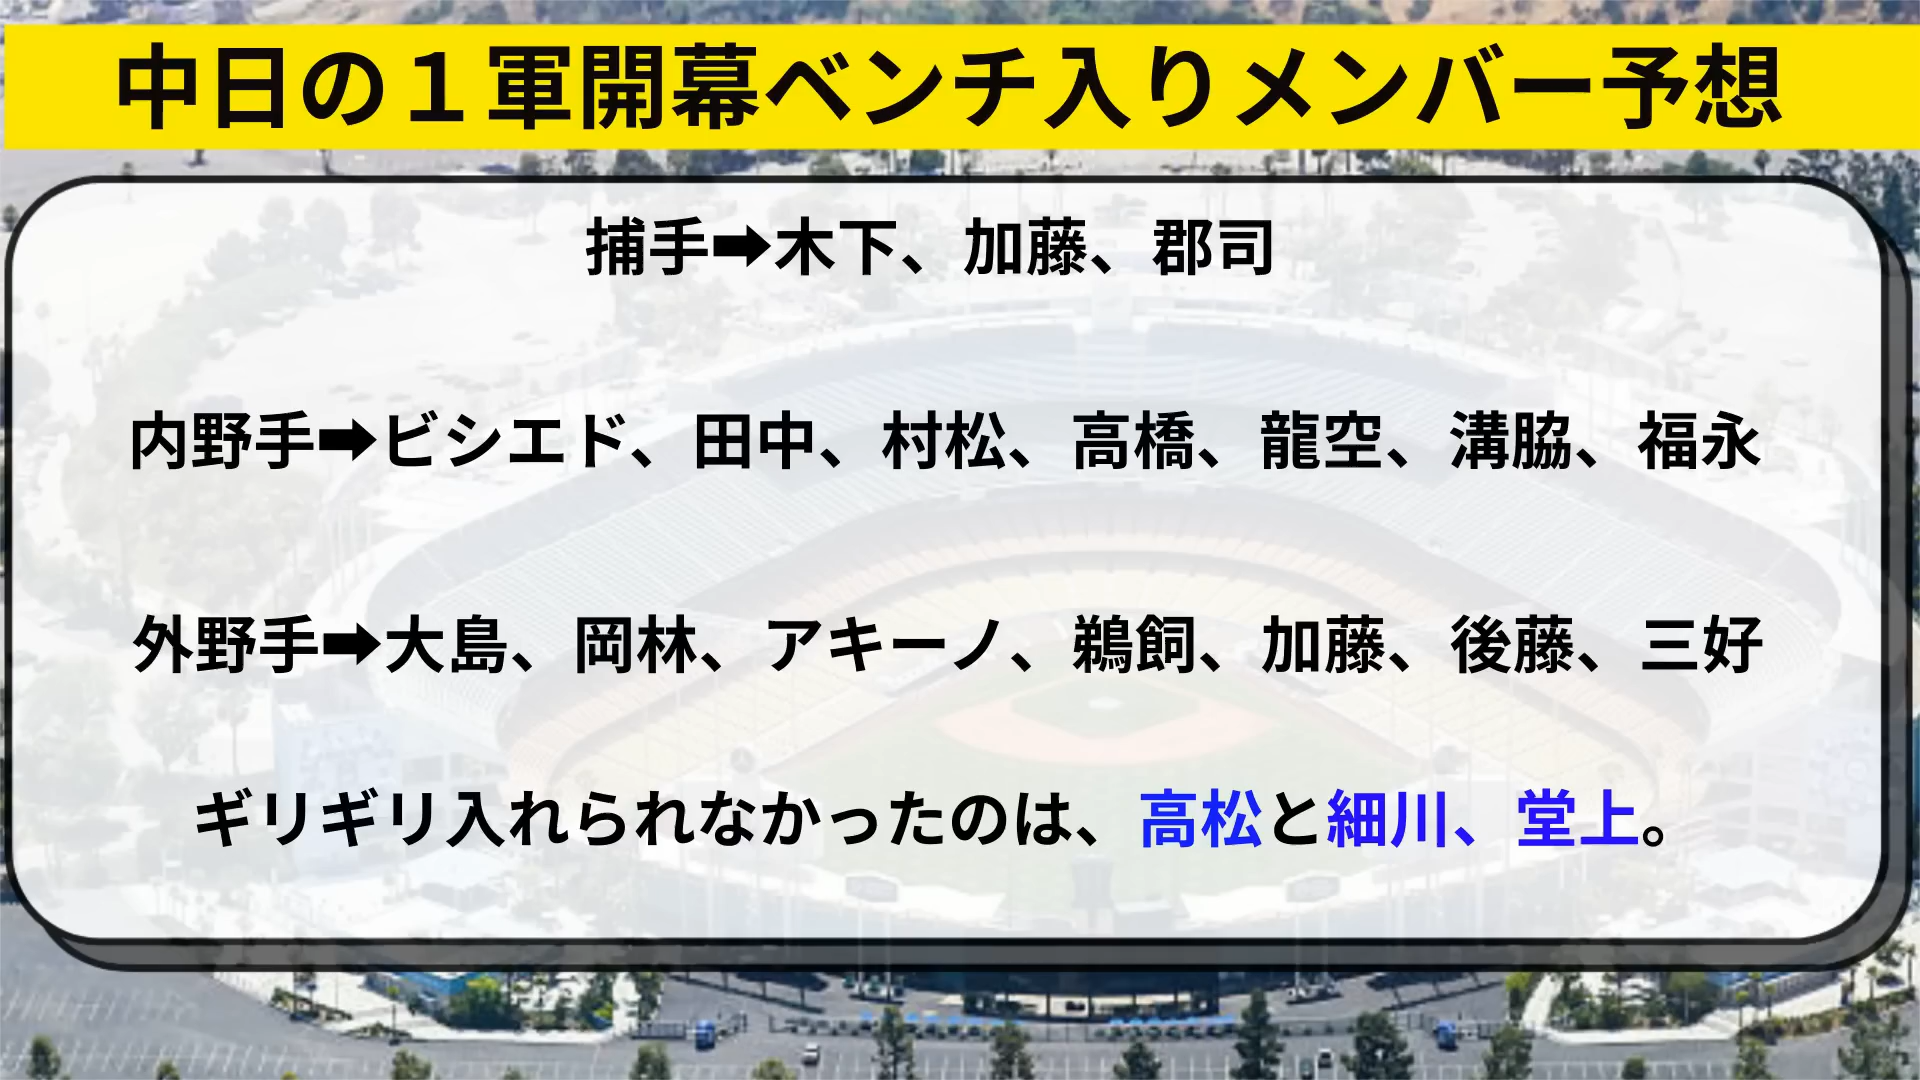 中日の１軍開幕ベンチ入りメンバー予想
捕手➡木下、加藤、郡司
内野手➡ビシエド、田中、村松、高橋、龍空、溝脇、福永
外野手➡大島、岡林、アキーノ、鵜飼、加藤、後藤、三好
ギリギリ入れられなかったのは、高松と細川、堂上。